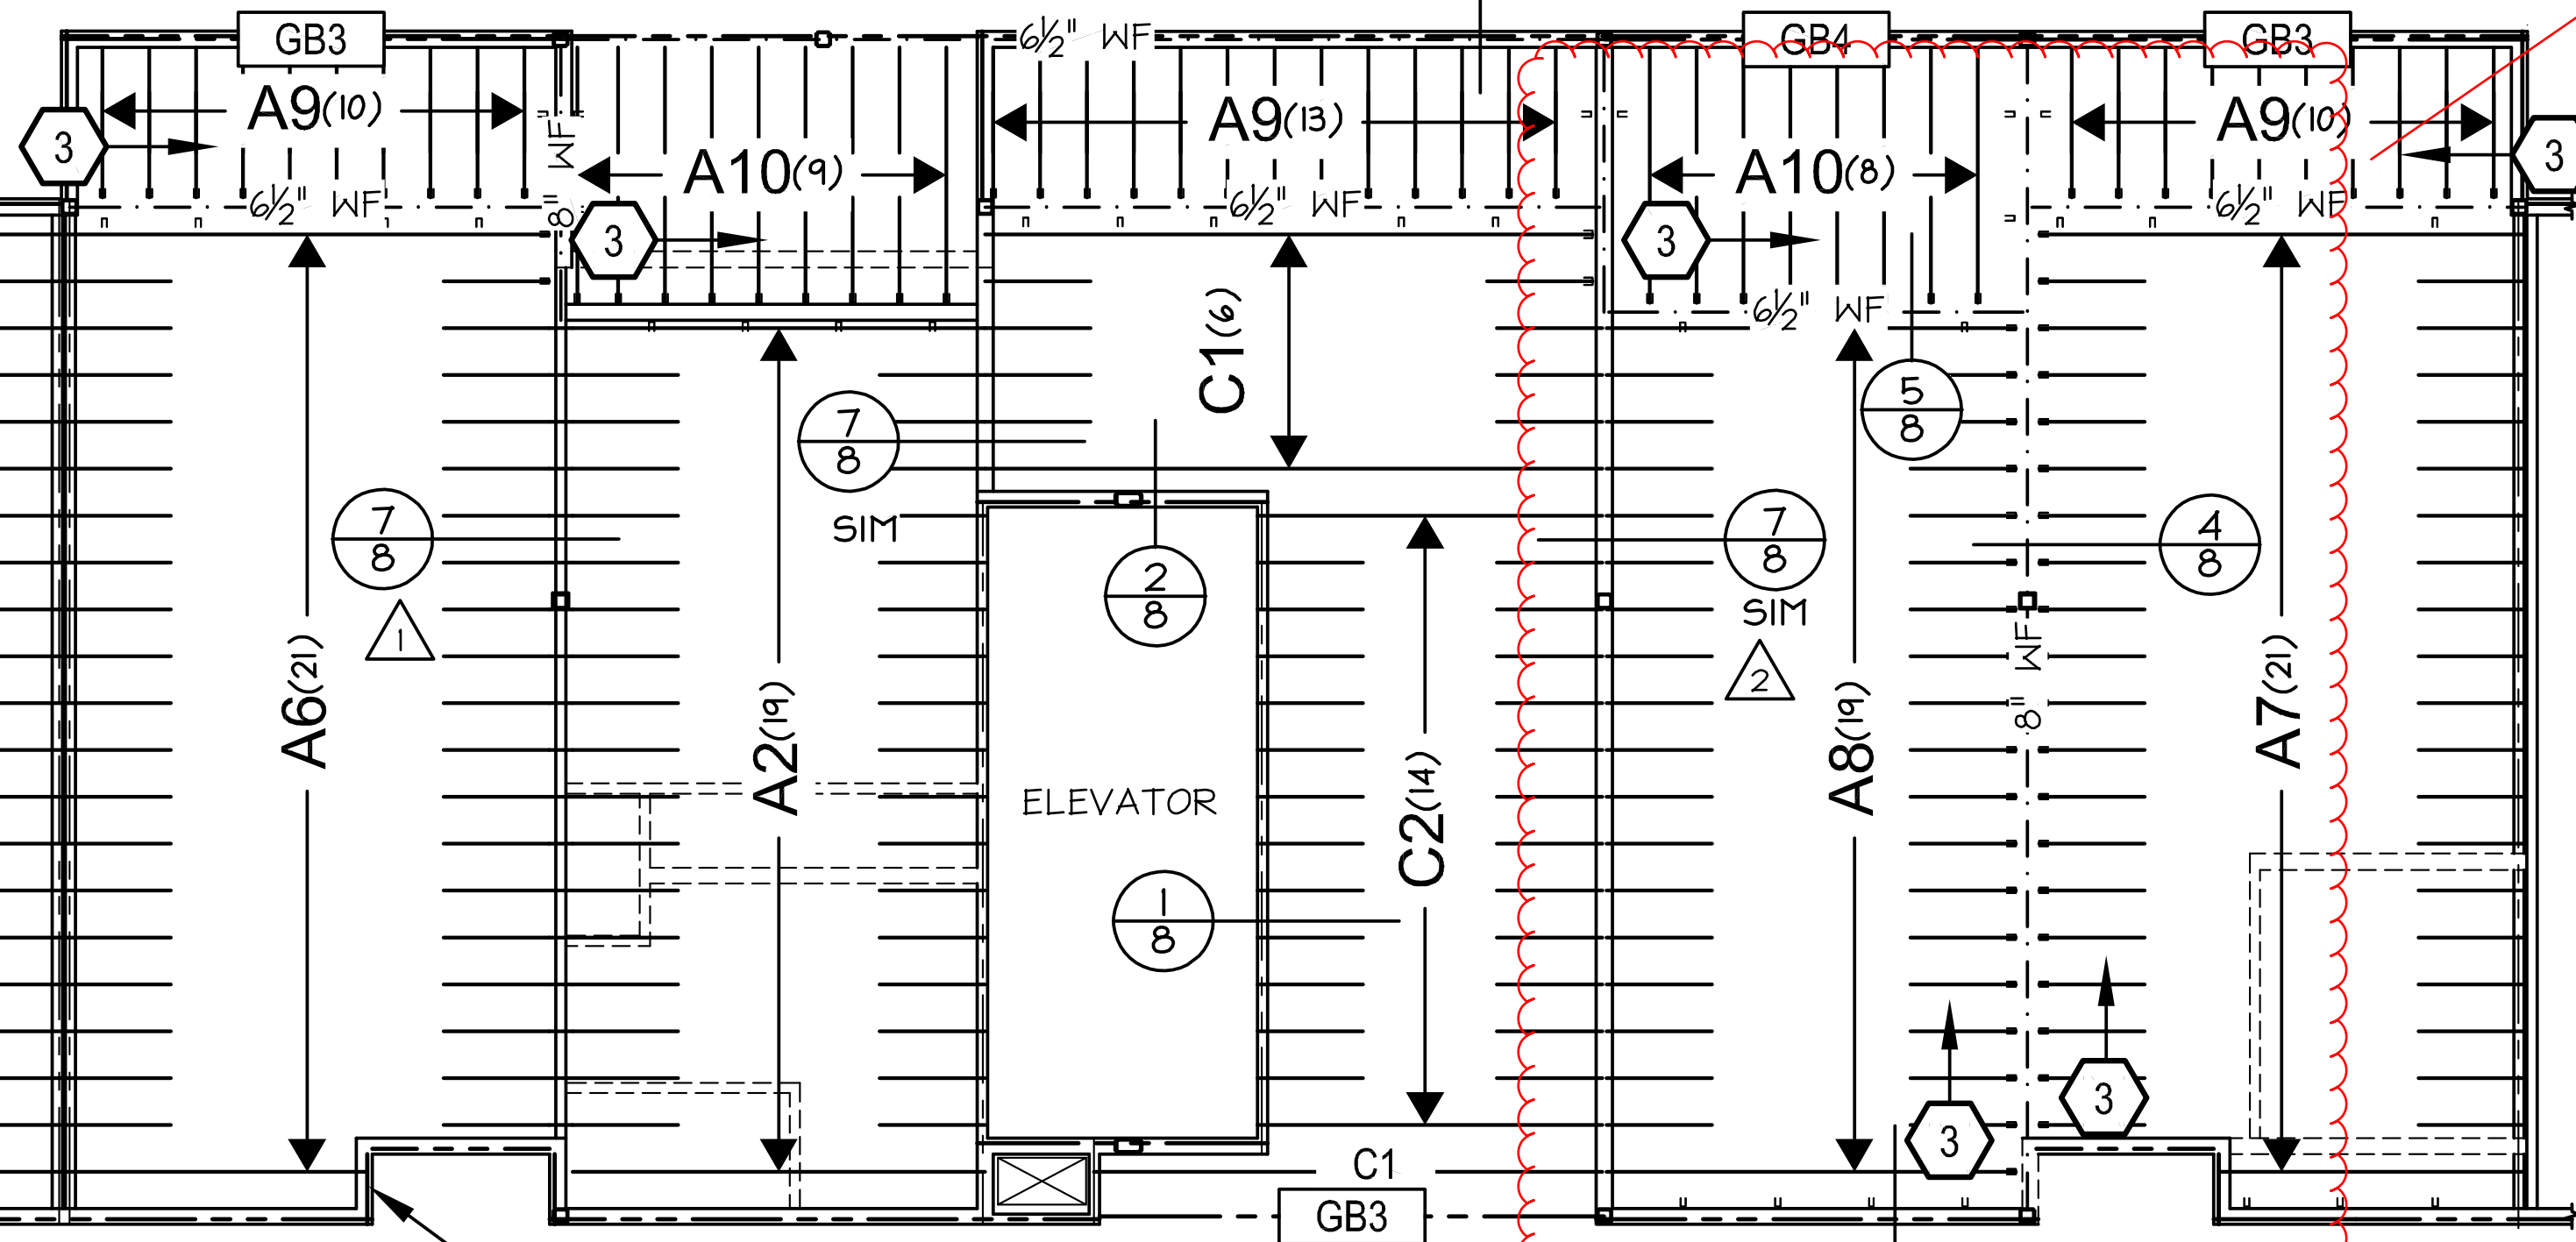 GB3
6½" WF
GB4
GB3
A9(10)
A9(13)
A9(10)
3
8" WF
A10(9)
A10(8)
3
6½" WF
6½" WF
6½" WF
3
3
6½" WF
C1(6)
7
8
SIM
5
8
7
8
1
2
8
7
8
SIM
2
4
8
8" WF
A6(21)
A2(19)
ELEVATOR
C2(14)
A8(19)
A7(21)
1
8
3
3
C1
GB3